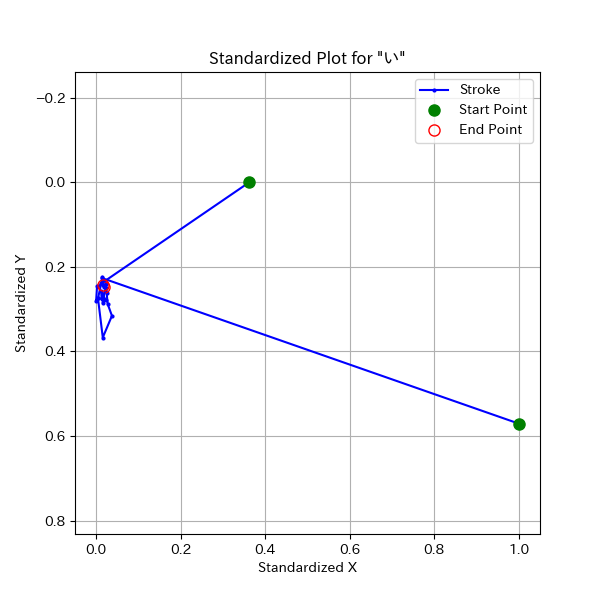 Standardized Plot for "い"
Stroke
Start Point
End Point
−0.2
0.0
0.2
0.4
0.6
0.8
Standardized Y
0.0 0.2 0.4 0.6 0.8 1.0
Standardized X